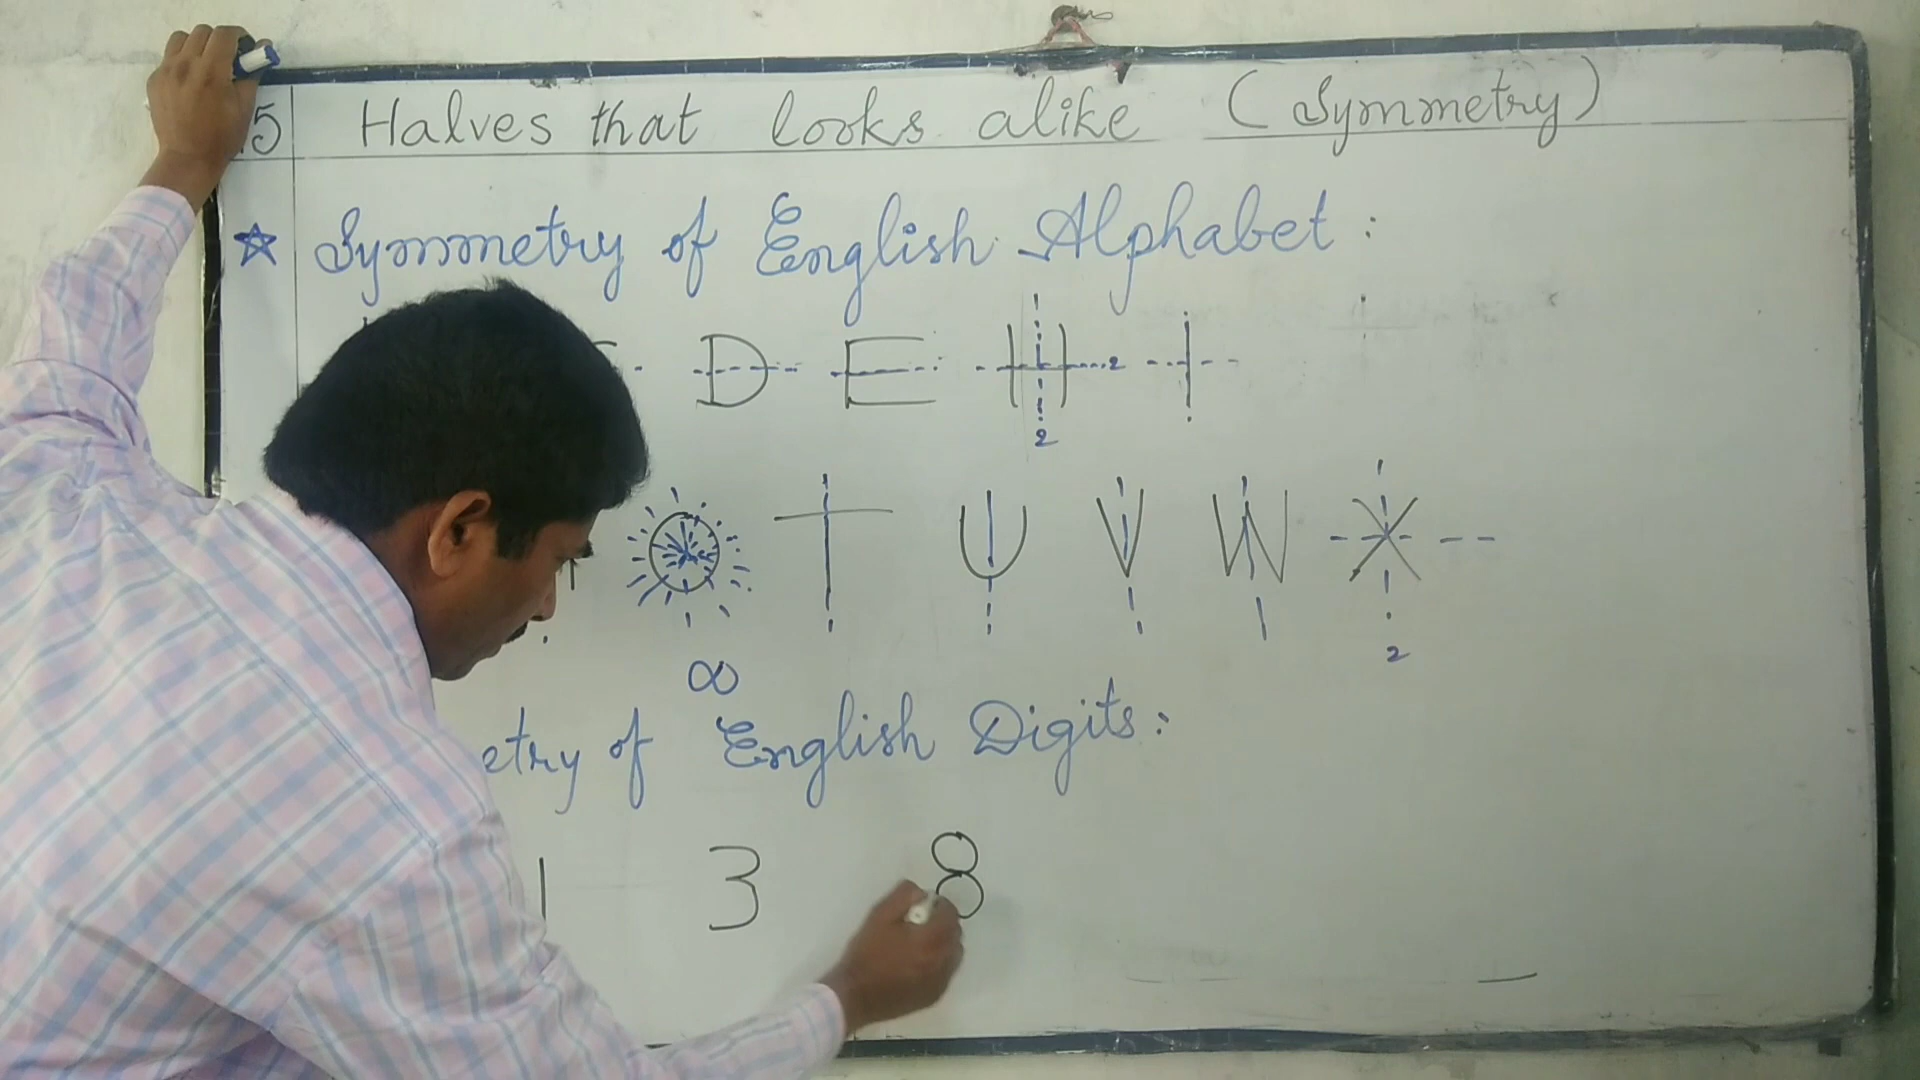 5 Halves that looks alike (Symmetry)
☆ Symmetry of English Alphabet:
D E H I
2
2
O T U V W X
2
∞
etry of English Digits:
1 3 8